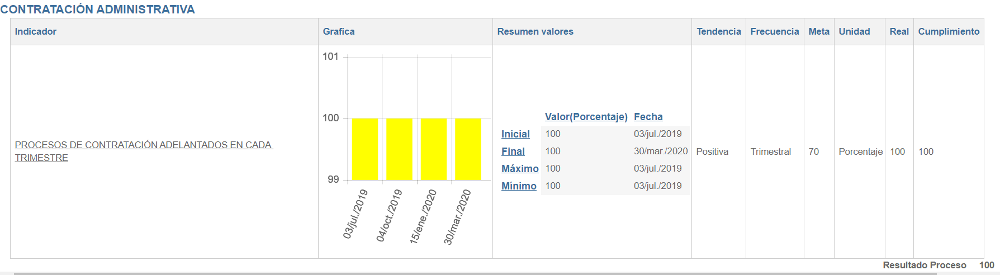 CONTRATACIÓN ADMINISTRATIVA
Indicador Grafica Resumen valores Tendencia Frecuencia Meta Unidad Real Cumplimiento
PROCESOS DE CONTRATACIÓN ADELANTADOS EN CADA
TRIMESTRE
101
100
99
03/jul./2019
04/oct./2019
15/ene./2020
30/mar./2020
Valor(Porcentaje) Fecha
Inicial 100 03/jul./2019
Final 100 30/mar./2020
Máximo 100 03/jul./2019
Mínimo 100 03/jul./2019
Positiva Trimestral 70 Porcentaje 100 100
Resultado Proceso 100